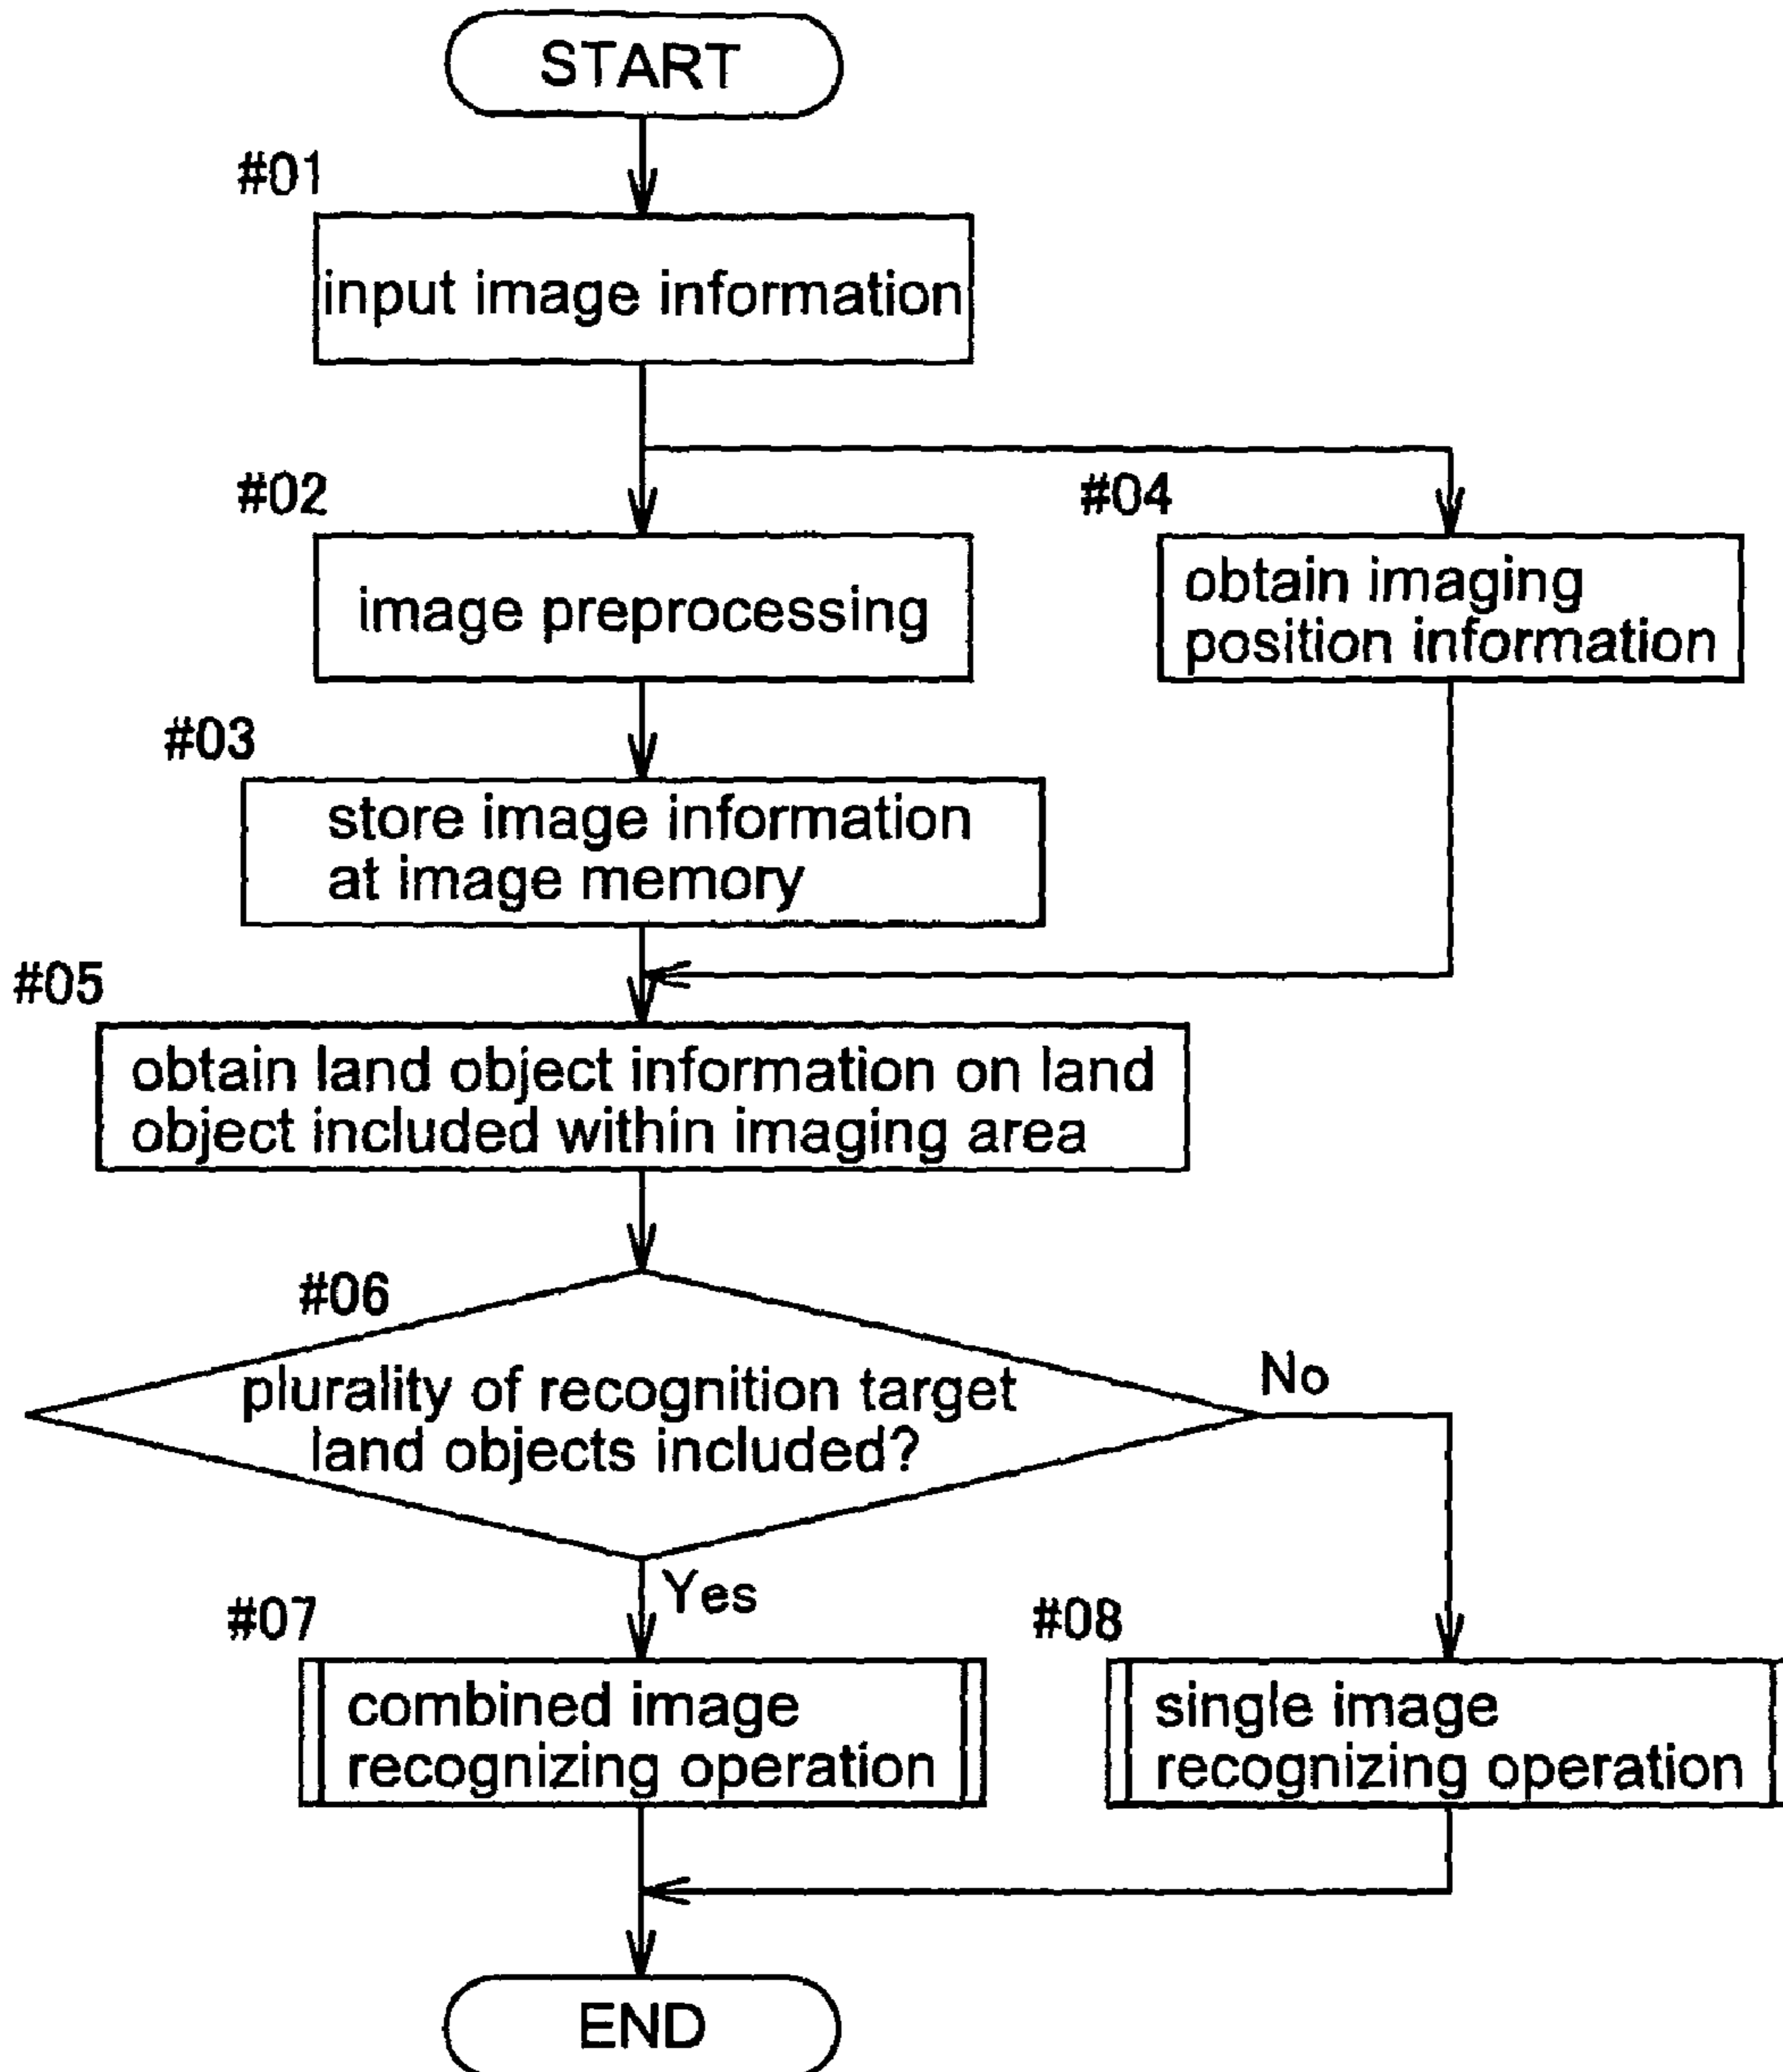 START
#01
input image information
#02
image preprocessing
#04
obtain imaging
position information
#03
store image information
at image memory
#05
obtain land object information on land
object included within imaging area
#06
plurality of recognition target
land objects included?
No
Yes
#07
combined image
recognizing operation
#08
single image
recognizing operation
END